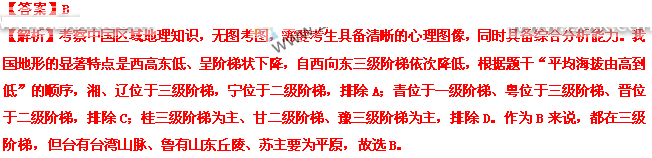 【答案】B
【解析】考察中国区域地理知识，无图考图，需要考生具备清晰的心理图像，同时具备综合分析能力。我
国地形的显著特点是西高东低、呈阶梯状下降，自西向东三级阶梯依次降低，根据题干“平均海拔由高到
低”的顺序，湘、辽位于三级阶梯，宁位于二级阶梯，排除A；青位于一级阶梯、粤位于三级阶梯、晋位
于二级阶梯，排除C；桂三级阶梯为主、甘二级阶梯、豫三级阶梯为主，排除D。作为B来说，都在三级
阶梯，但台有台湾山脉、鲁有山东丘陵、苏主要为平原，故选B。